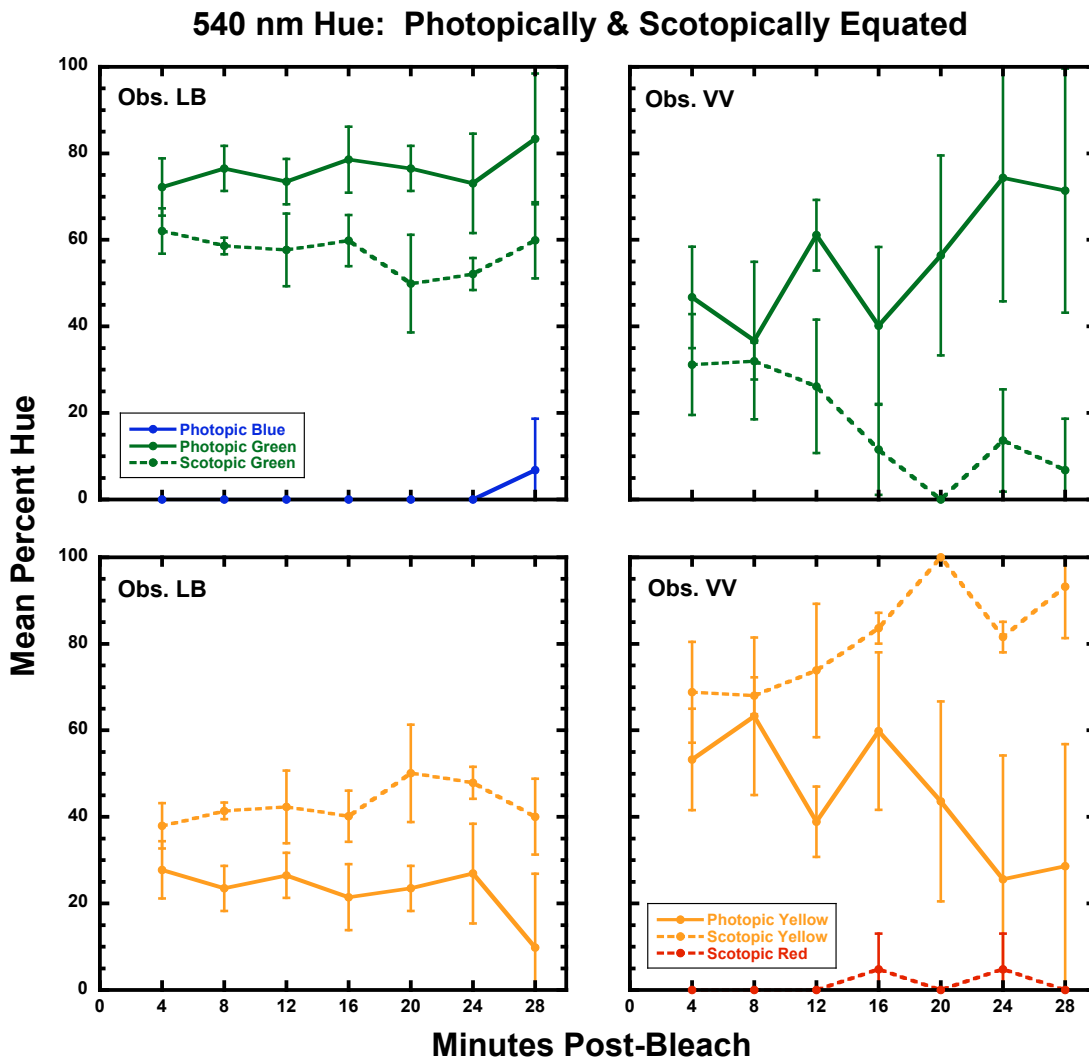 540 nm Hue:  Photopically & Scotopically Equated
Mean Percent Hue
100
80
60
40
20
0
Obs. LB
Photopic Blue
Photopic Green
Scotopic Green
Obs. VV
100
80
60
40
20
0
Obs. LB
0 4 8 12 16 20 24 28
Obs. VV
Photopic Yellow
Scotopic Yellow
Scotopic Red
0 4 8 12 16 20 24 28
Minutes Post-Bleach